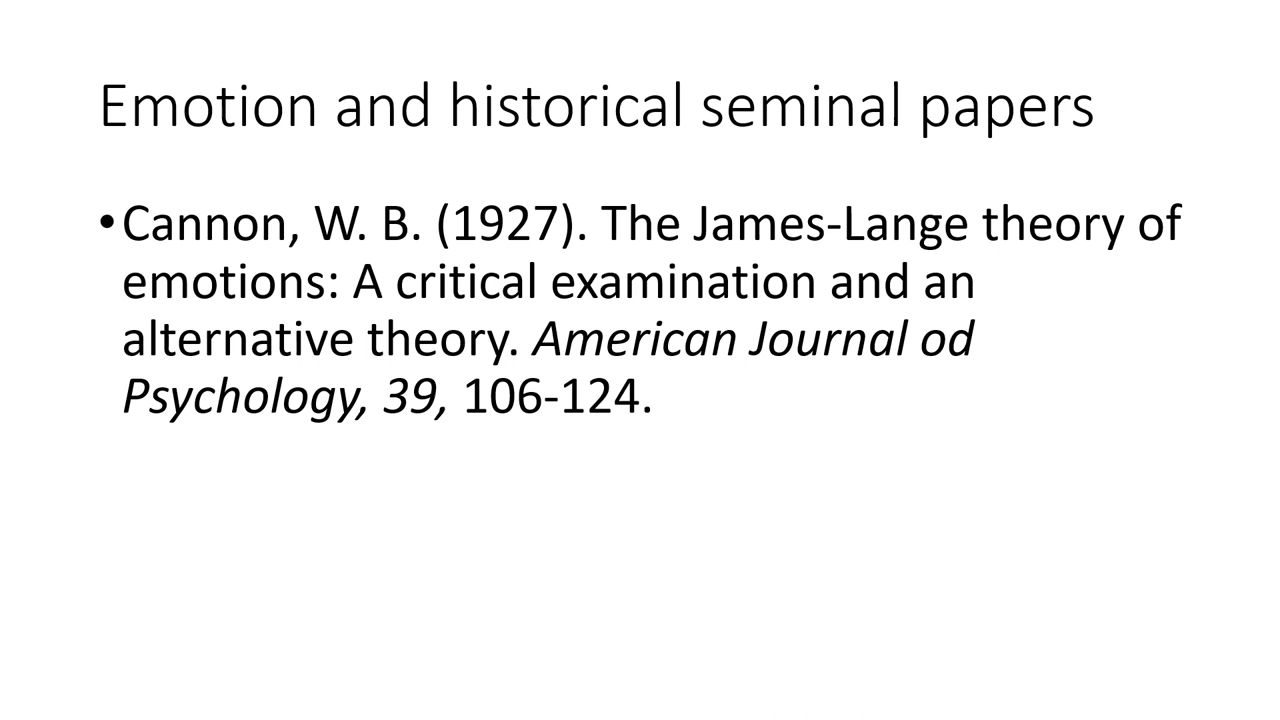 Emotion and historical seminal papers
• Cannon, W. B. (1927). The James-Lange theory of
emotions: A critical examination and an
alternative theory. American Journal od
Psychology, 39, 106-124.